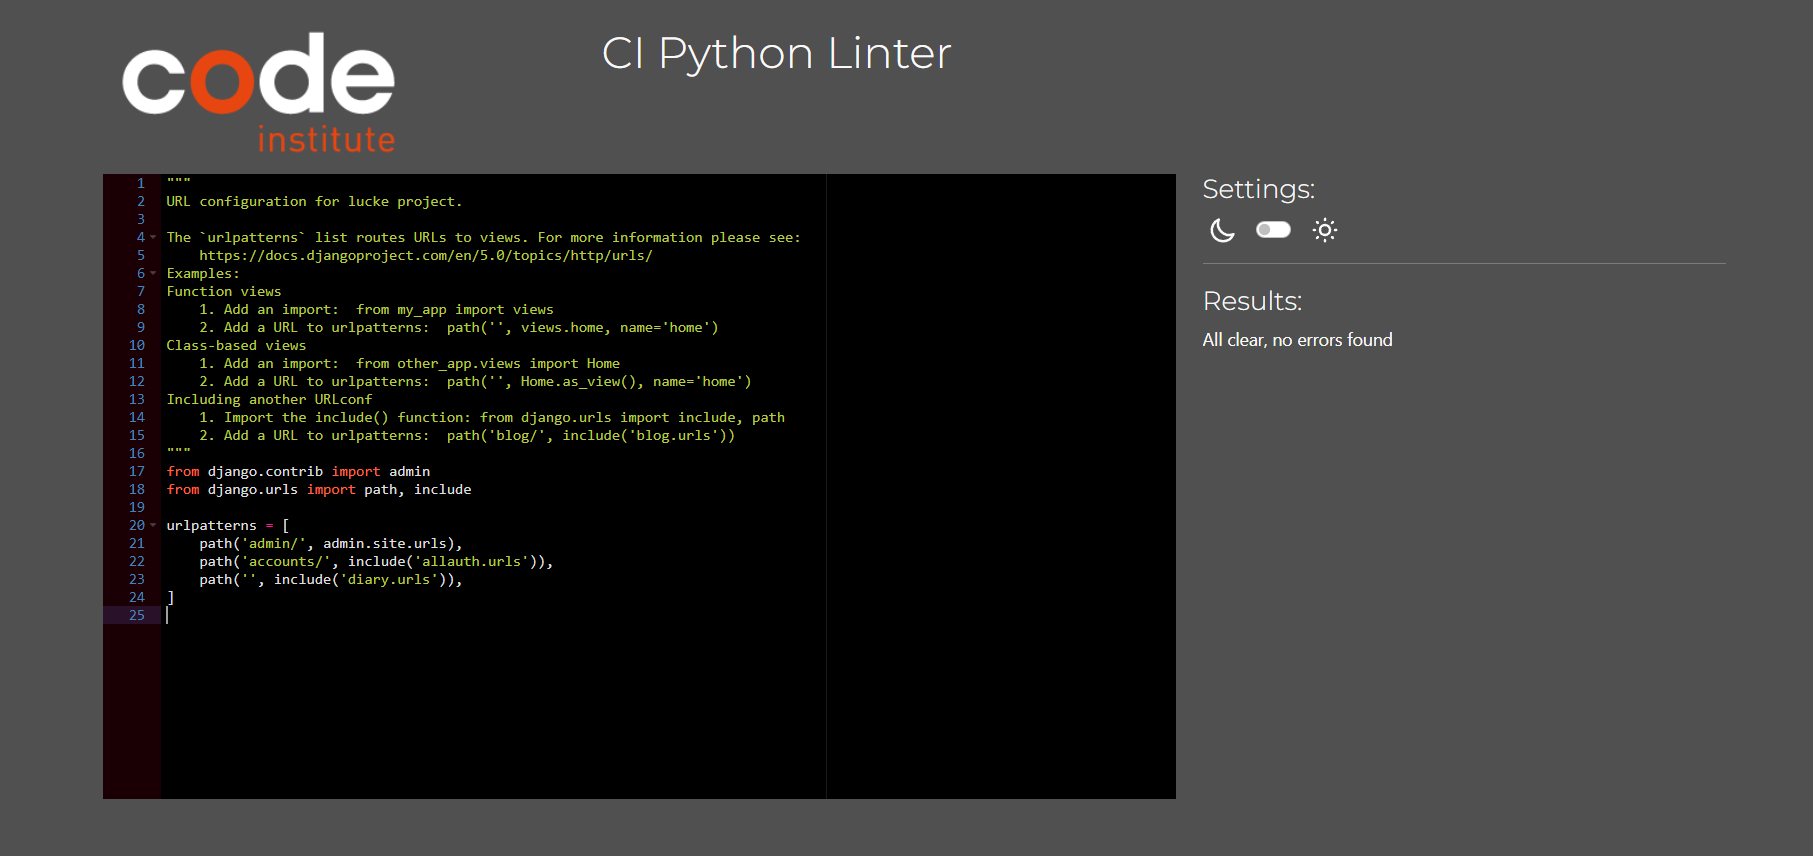 code
institute
CI Python Linter
1 """
2 URL configuration for lucke project.
3
4 The `urlpatterns` list routes URLs to views. For more information please see:
5     https://docs.djangoproject.com/en/5.0/topics/http/urls/
6 Examples:
7 Function views
8     1. Add an import:  from my_app import views
9     2. Add a URL to urlpatterns:  path('', views.home, name='home')
10 Class-based views
11     1. Add an import:  from other_app.views import Home
12     2. Add a URL to urlpatterns:  path('', Home.as_view(), name='home')
13 Including another URLconf
14     1. Import the include() function: from django.urls import include, path
15     2. Add a URL to urlpatterns:  path('blog/', include('blog.urls'))
16 """
17 from django.contrib import admin
18 from django.urls import path, include
19
20 urlpatterns = [
21     path('admin/', admin.site.urls),
22     path('accounts/', include('allauth.urls')),
23     path('', include('diary.urls')),
24 ]
25
Settings:
Results:
All clear, no errors found